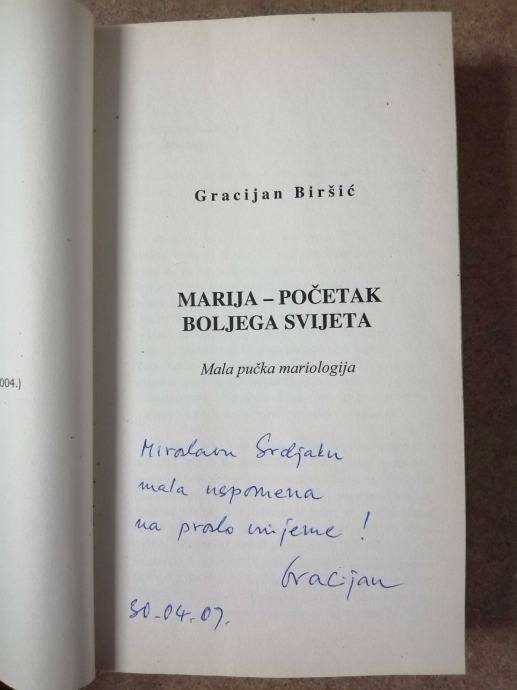 004.)
Gracijan Biršić
MARIJA – POČETAK
BOLJEGA SVIJETA
Mala pučka mariologija
Miroslavu Srdjaku
mala uspomena
na prošlo vrijeme !
Gracijan
30.04.07.